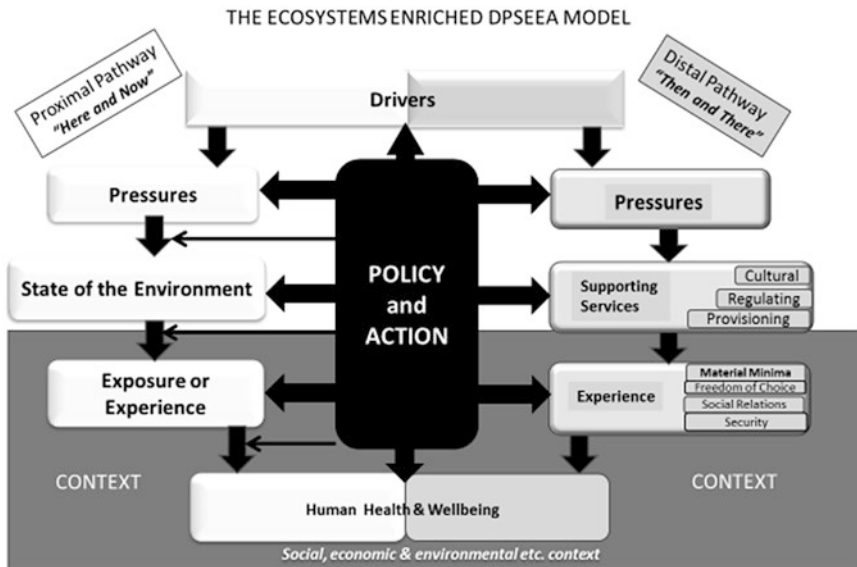 THE ECOSYSTEMS ENRICHED DPSEEA MODEL
Proximal Pathway
"Here and Now"
Distal Pathway
"Then and There"
Drivers
Pressures
Pressures
POLICY
and
ACTION
State of the Environment
Supporting
Services
Cultural
Regulating
Provisioning
Exposure or
Experience
Experience
Material Minima
Freedom of Choice
Social Relations
Security
CONTEXT
CONTEXT
Human Health & Wellbeing
Social, economic & environmental etc. context